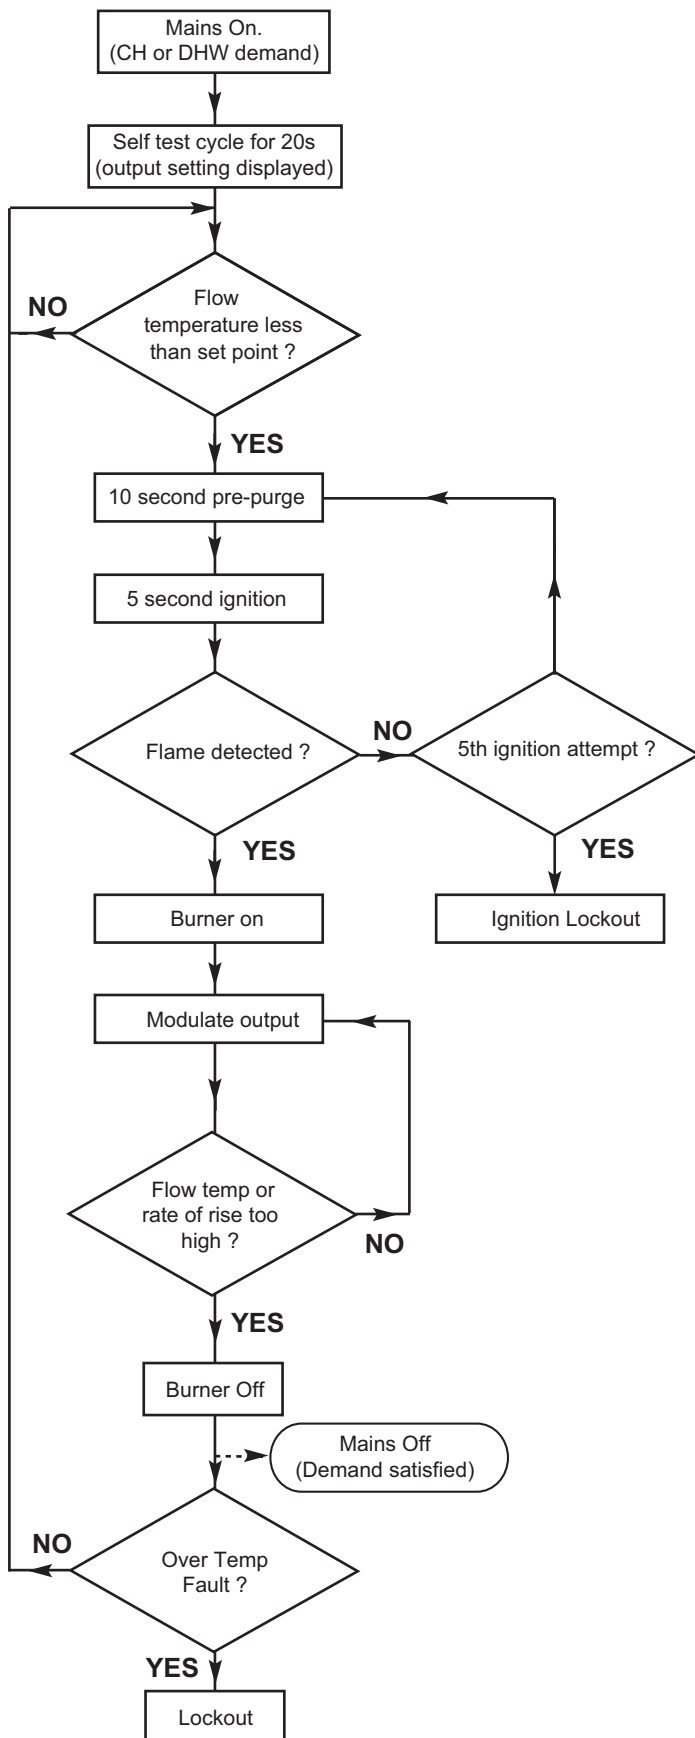 Mains On.
(CH or DHW demand)
Self test cycle for 20s
(output setting displayed)
NO
Flow
temperature less
than set point ?
YES
10 second pre-purge
5 second ignition
Flame detected ?
NO
5th ignition attempt ?
YES
YES
Burner on
Ignition Lockout
Modulate output
Flow temp or
rate of rise too
high ?
NO
YES
Burner Off
Mains Off
(Demand satisfied)
NO
Over Temp
Fault ?
YES
Lockout